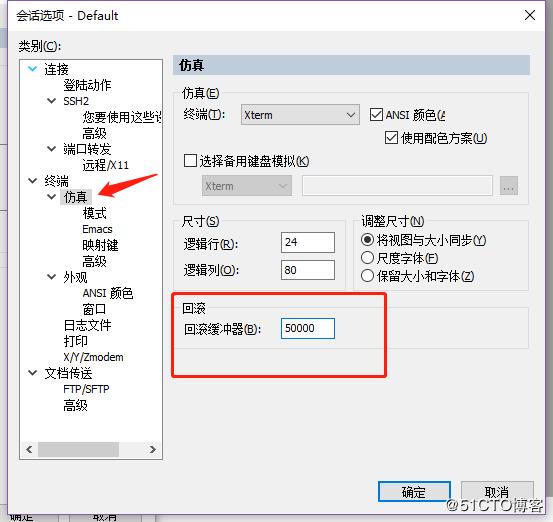 会话选项 - Default
类别(C):
连接
登陆动作
SSH2
您要使用这些设
高级
端口转发
远程/X11
终端
仿真
模式
Emacs
映射键
高级
外观
ANSI 颜色
窗口
日志文件
打印
X/Y/Zmodem
文档传送
FTP/SFTP
高级
仿真
仿真(E)
终端(T): Xterm ANSI 颜色(A
使用配色方案(U)
选择备用键盘模拟(K)
Xterm ...
尺寸(S)
逻辑行(R): 24
逻辑列(O): 80
调整尺寸(N)
将视图与大小同步(Y)
尺度字体(F)
保留大小和字体(Z)
回滚
回滚缓冲器(B): 50000
确定 取消
@51CTO博客